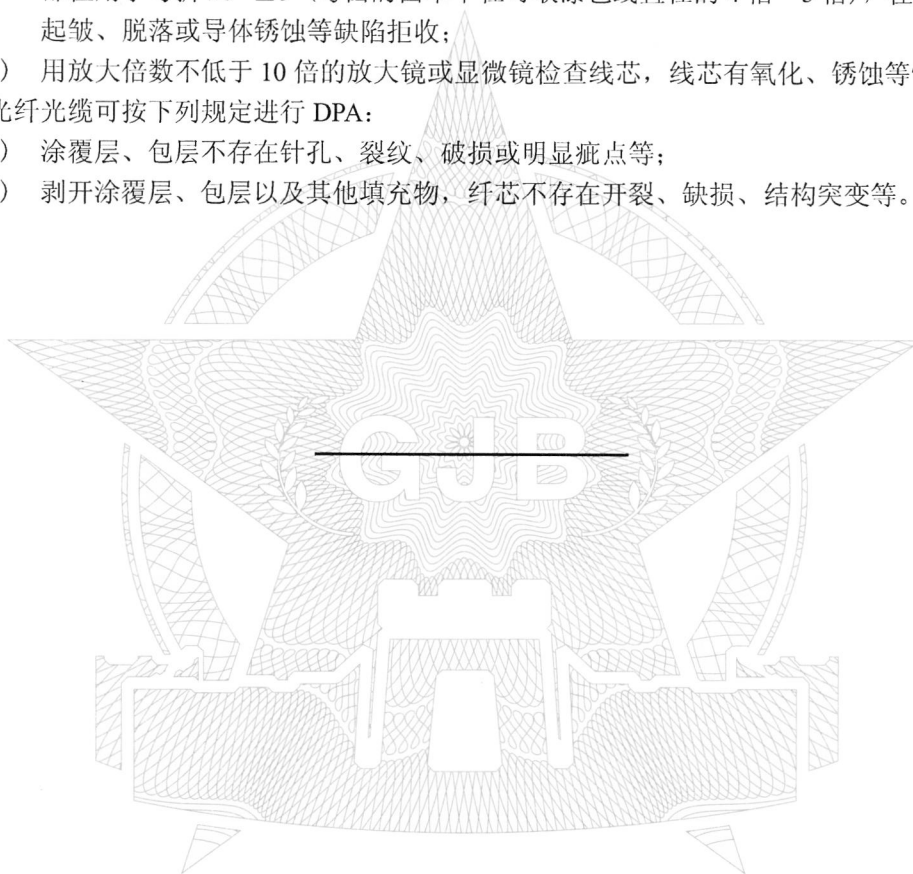 起皱、脱落或导体锈蚀等缺陷拒收；
） 用放大倍数不低于 10 倍的放大镜或显微镜检查线芯，线芯有氧化、锈蚀等
光纤光缆可按下列规定进行 DPA：
） 涂覆层、包层不存在针孔、裂纹、破损或明显疵点等；
） 剥开涂覆层、包层以及其他填充物，纤芯不存在开裂、缺损、结构突变等。
GJB